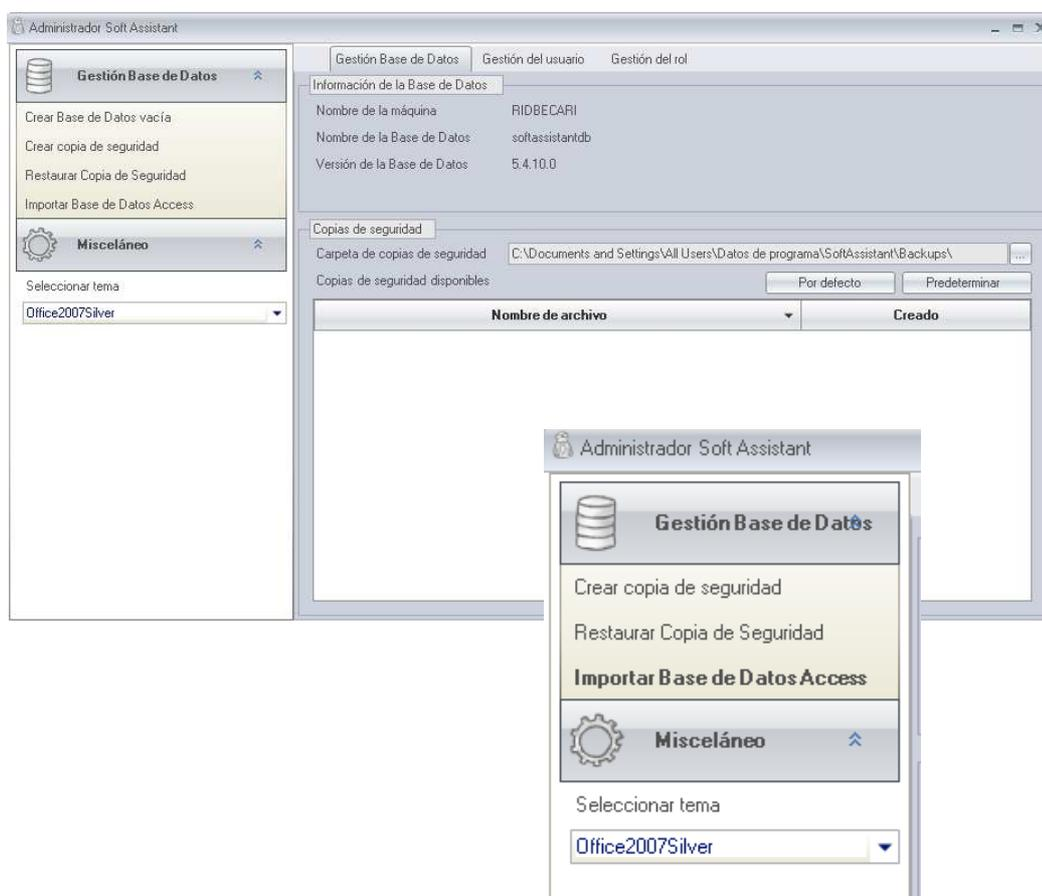 Administrador Soft Assistant
Gestión Base de Datos
Crear Base de Datos vacía
Crear copia de seguridad
Restaurar Copia de Seguridad
Importar Base de Datos Access
Misceláneo
Seleccionar tema
Office2007Silver
Gestión Base de Datos Gestión del usuario Gestión del rol
Información de la Base de Datos
Nombre de la máquina RIDBECARI
Nombre de la Base de Datos softassistantdb
Versión de la Base de Datos 5.4.10.0
Copias de seguridad
Carpeta de copias de seguridad C:\Documents and Settings\All Users\Datos de programa\SoftAssistant\Backups\ ...
Copias de seguridad disponibles Por defecto Predeterminar
Nombre de archivo Creado
Administrador Soft Assistant
Gestión Base de Datos
Crear copia de seguridad
Restaurar Copia de Seguridad
Importar Base de Datos Access
Misceláneo
Seleccionar tema
Office2007Silver